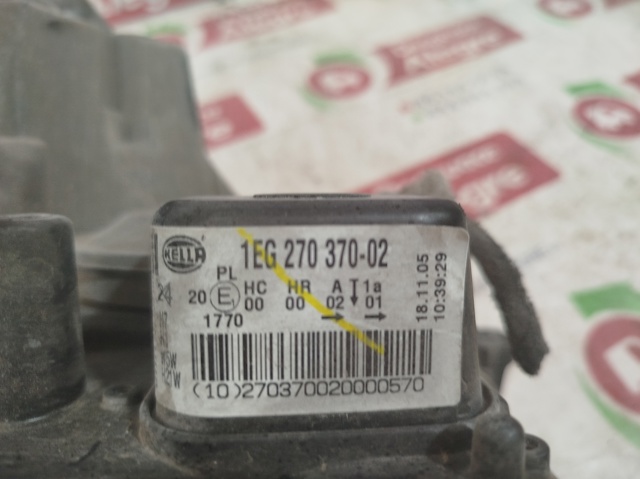 HELLA
1EG 270 370-02
PL
20 E HC HR A 1a
00 00 02 01
1770
24
18.11.05
10:39:29
(10)270370020000570